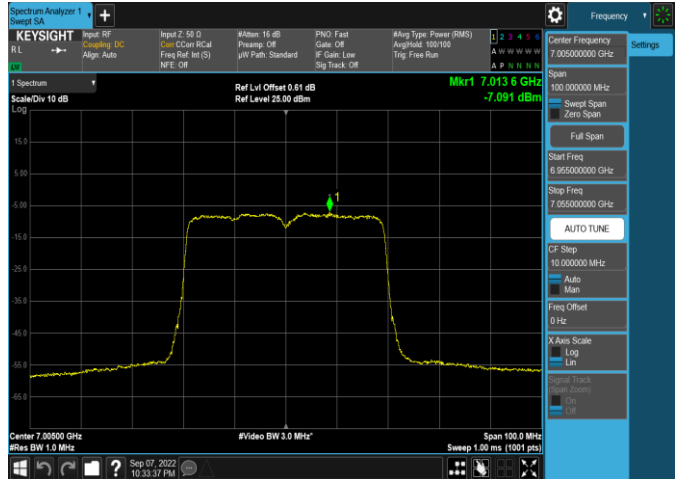 Spectrum Analyzer 1
Swept SA
Frequency
KEYSIGHT
R L
Input: RF
Coupling: DC
Align: Auto
Input Z: 50 Ω
Corr CCorr RCal
Freq Ref: Int (S)
NFE: Off
#Atten: 16 dB
Preamp: Off
µW Path: Standard
PNO: Fast
Gate: Off
IF Gain: Low
Sig Track: Off
#Avg Type: Power (RMS)
Avg|Hold: 100/100
Trig: Free Run
1 2 3 4 5 6
A W W W W W
A P N N N N
1 Spectrum
Scale/Div 10 dB
Log
Ref Lvl Offset 0.61 dB
Ref Level 25.00 dBm
Mkr1 7.013 6 GHz
-7.091 dBm
15.0
5.00
-5.00
-15.0
-25.0
-35.0
-45.0
-55.0
-65.0
1
Center 7.00500 GHz
#Res BW 1.0 MHz
#Video BW 3.0 MHz*
Span 100.0 MHz
Sweep 1.00 ms (1001 pts)
Sep 07, 2022
10:33:37 PM
Center Frequency
7.005000000 GHz
Span
100.000000 MHz
Swept Span
Zero Span
Full Span
Start Freq
6.955000000 GHz
Stop Freq
7.055000000 GHz
AUTO TUNE
CF Step
10.000000 MHz
Auto
Man
Freq Offset
0 Hz
X Axis Scale
Log
Lin
Signal Track
(Span Zoom)
On
Off
Settings